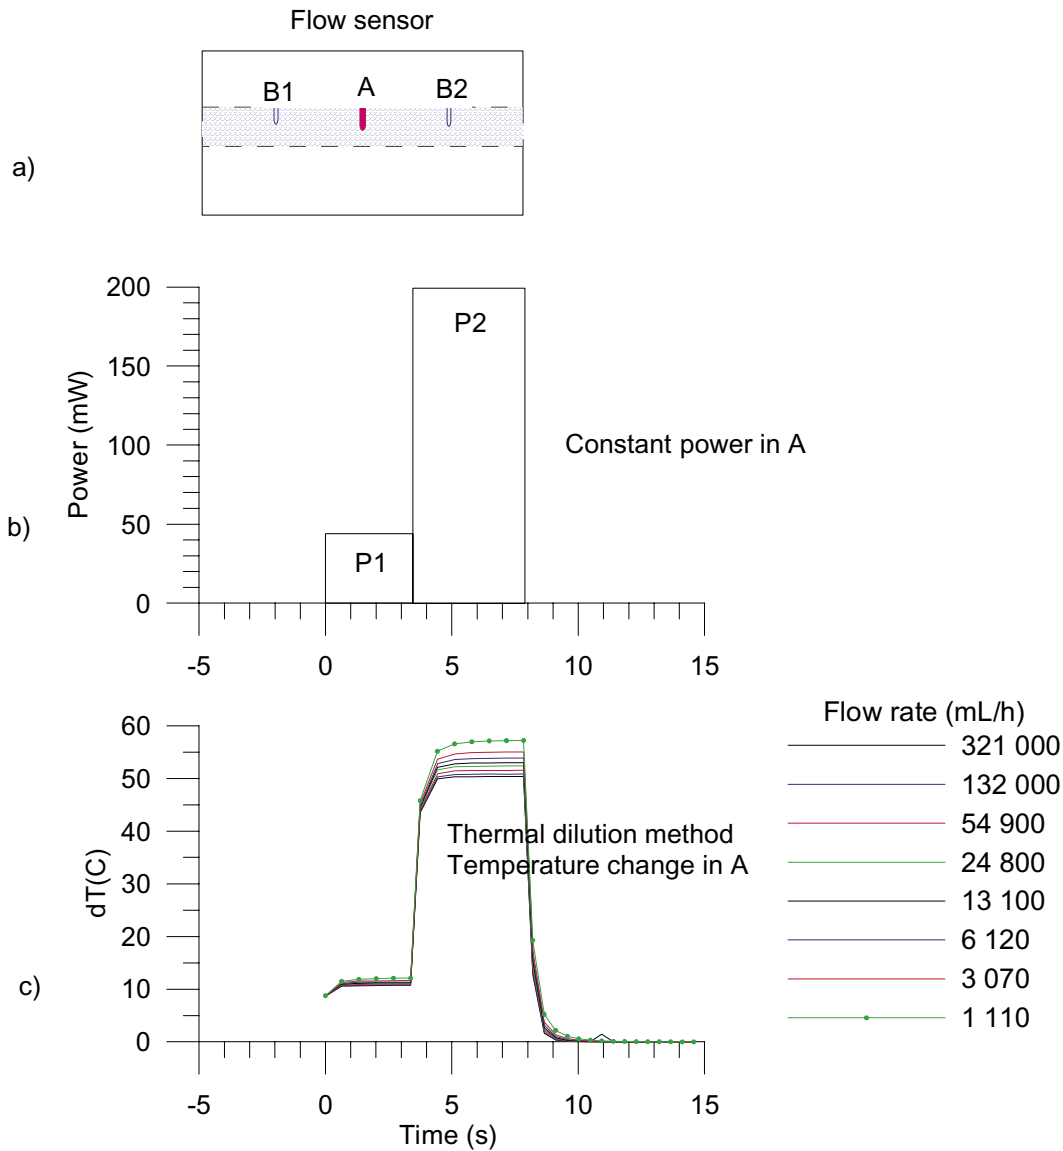 Flow sensor
B1 A B2
a)
200
150
100
50
0
Power (mW)
P1
P2
Constant power in A
b)
-5 0 5 10 15
60
50
40
30
20
10
0
dT(C)
Thermal dilution method
Temperature change in A
c)
-5 0 5 10 15
Time (s)
Flow rate (mL/h)
321 000
132 000
54 900
24 800
13 100
6 120
3 070
1 110